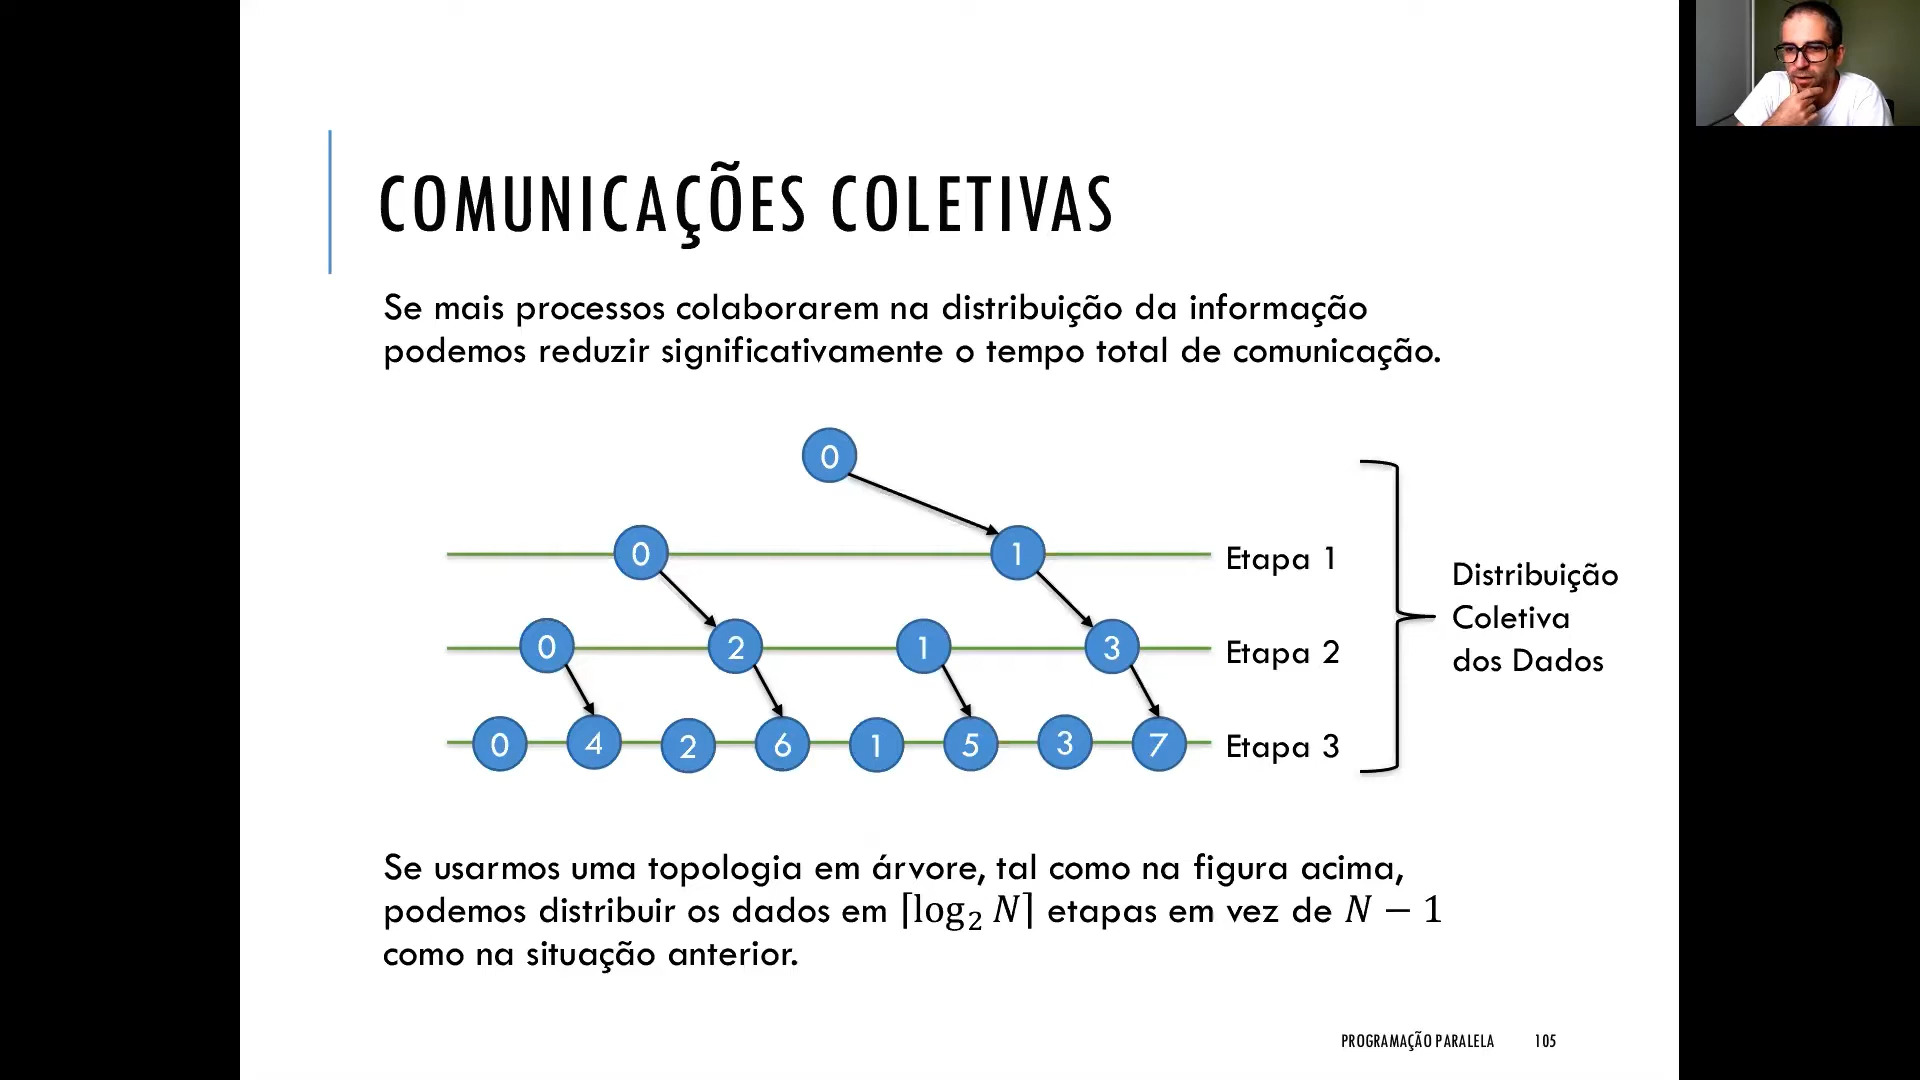 COMUNICAÇÕES COLETIVAS
Se mais processos colaborarem na distribuição da informação
podemos reduzir significativamente o tempo total de comunicação.
0
0 1 Etapa 1
0 2 1 3 Etapa 2
0 4 2 6 1 5 3 7 Etapa 3
Distribuição
Coletiva
dos Dados
Se usarmos uma topologia em árvore, tal como na figura acima,
podemos distribuir os dados em ⌈log₂ N⌉ etapas em vez de N − 1
como na situação anterior.
PROGRAMAÇÃO PARALELA 105